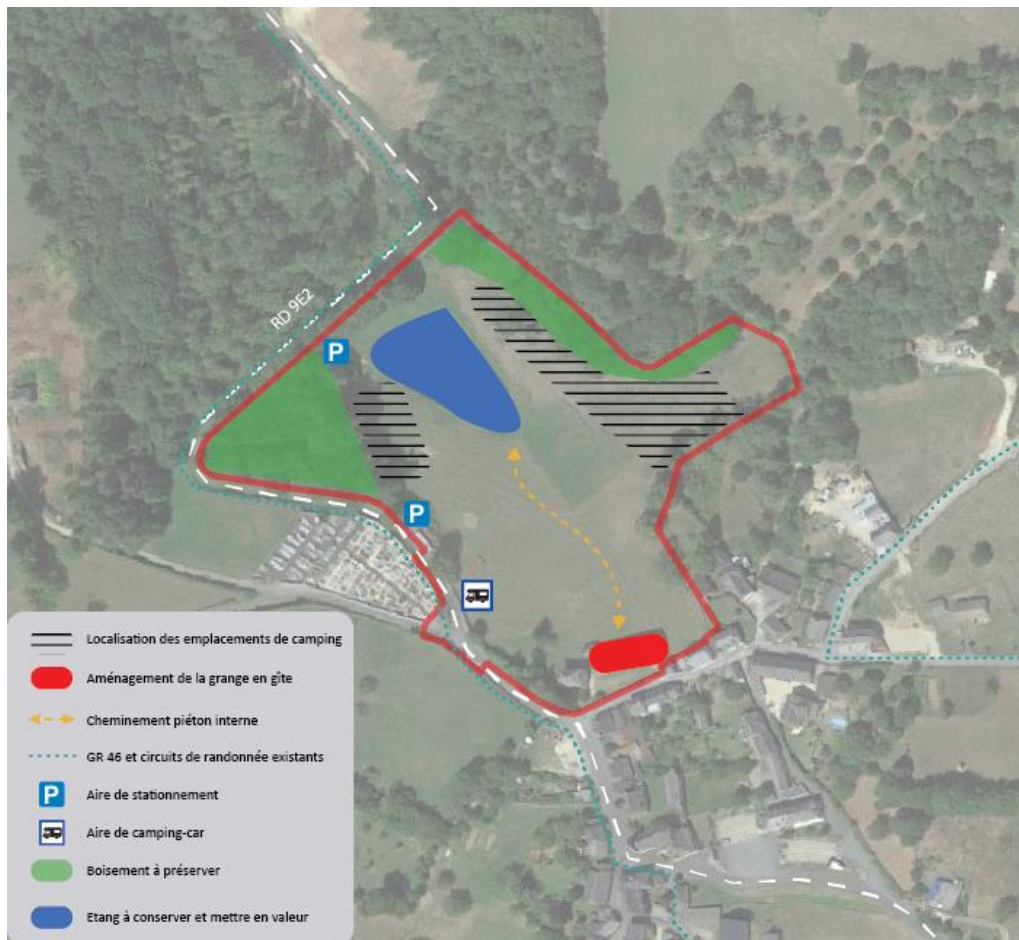 RD 9E2
P
P
Localisation des emplacements de camping
Aménagement de la grange en gîte
Cheminement piéton interne
GR 46 et circuits de randonnée existants
P
Aire de stationnement
Aire de camping-car
Boisement à préserver
Etang à conserver et mettre en valeur